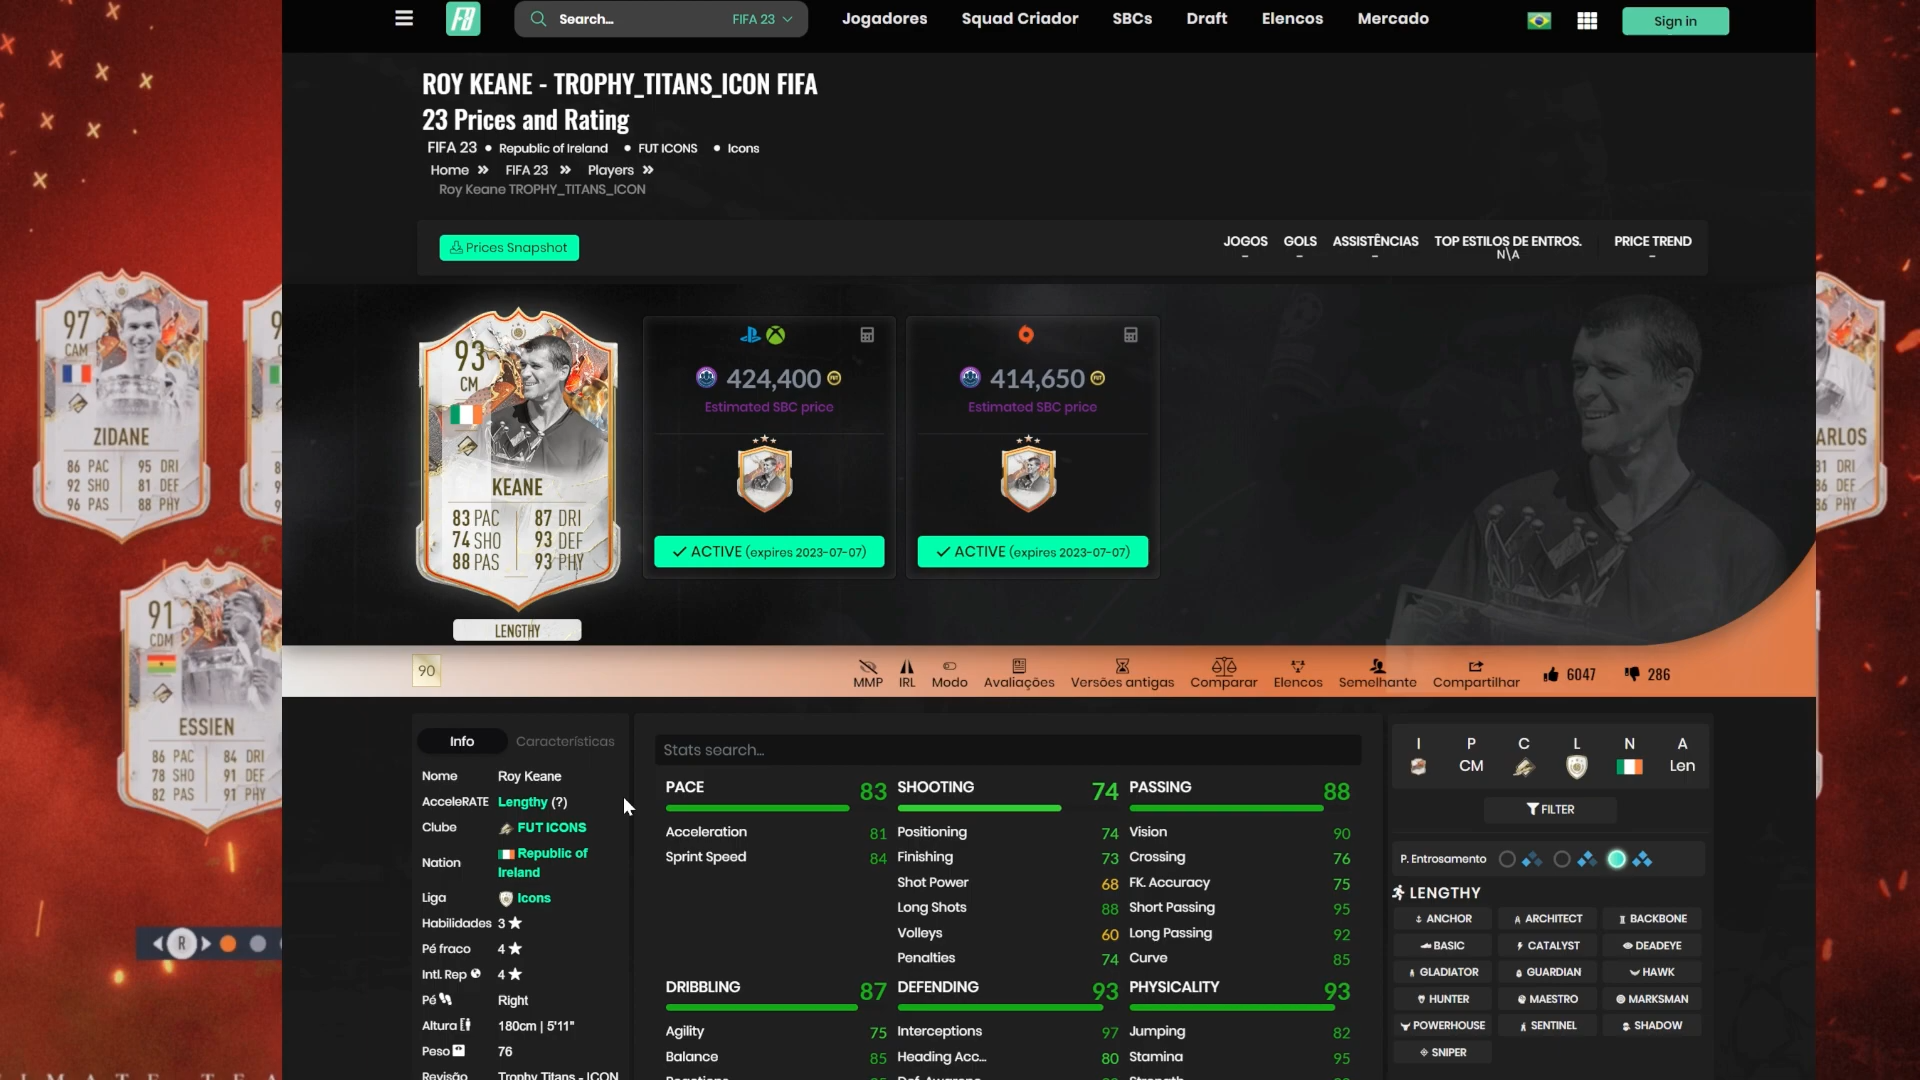 F8
Search...
FIFA 23
Jogadores
Squad Criador
SBCs
Draft
Elencos
Mercado
Sign in
ROY KEANE - TROPHY_TITANS_ICON FIFA
23 Prices and Rating
FIFA 23 • Republic of Ireland • FUT ICONS • Icons
Home » FIFA 23 » Players »
Roy Keane TROPHY_TITANS_ICON
Prices Snapshot
JOGOS
-
GOLS
-
ASSISTÊNCIAS
-
TOP ESTILOS DE ENTROS.
N\A
PRICE TREND
-
97
CAM
ZIDANE
86 PAC 95 DRI
92 SHO 81 DEF
96 PAS 88 PHY
93
CM
KEANE
83 PAC 87 DRI
74 SHO 93 DEF
88 PAS 93 PHY
LENGTHY
424,400
Estimated SBC price
ACTIVE (expires 2023-07-07)
414,650
Estimated SBC price
ACTIVE (expires 2023-07-07)
ARLOS
81 DRI
86 DEF
86 PHY
91
CDM
ESSIEN
86 PAC 84 DRI
78 SHO 91 DEF
82 PAS 91 PHY
R
90
MMP
IRL
Modo
Avaliações
Versões antigas
Comparar
Elencos
Semelhante
Compartilhar
6047
286
Info
Características
Nome Roy Keane
AcceleRATE Lengthy (?)
Clube FUT ICONS
Nation Republic of
Ireland
Liga Icons
Habilidades 3
Pé fraco 4
Intl. Rep 4
Pé Right
Altura 180cm | 5'11"
Peso 76
Revisão Trophy Titans - ICON
Stats search...
PACE 83
Acceleration 81
Sprint Speed 84
SHOOTING 74
Positioning 74
Finishing 73
Shot Power 68
Long Shots 88
Volleys 60
Penalties 74
PASSING 88
Vision 90
Crossing 76
FK. Accuracy 75
Short Passing 95
Long Passing 92
Curve 85
DRIBBLING 87
Agility 75
Balance 85
DEFENDING 93
Interceptions 97
Heading Acc... 80
PHYSICALITY 93
Jumping 82
Stamina 95
I P C L N A
CM Len
FILTER
P. Entrosamento
LENGTHY
ANCHOR ARCHITECT BACKBONE
BASIC CATALYST DEADEYE
GLADIATOR GUARDIAN HAWK
HUNTER MAESTRO MARKSMAN
POWERHOUSE SENTINEL SHADOW
SNIPER